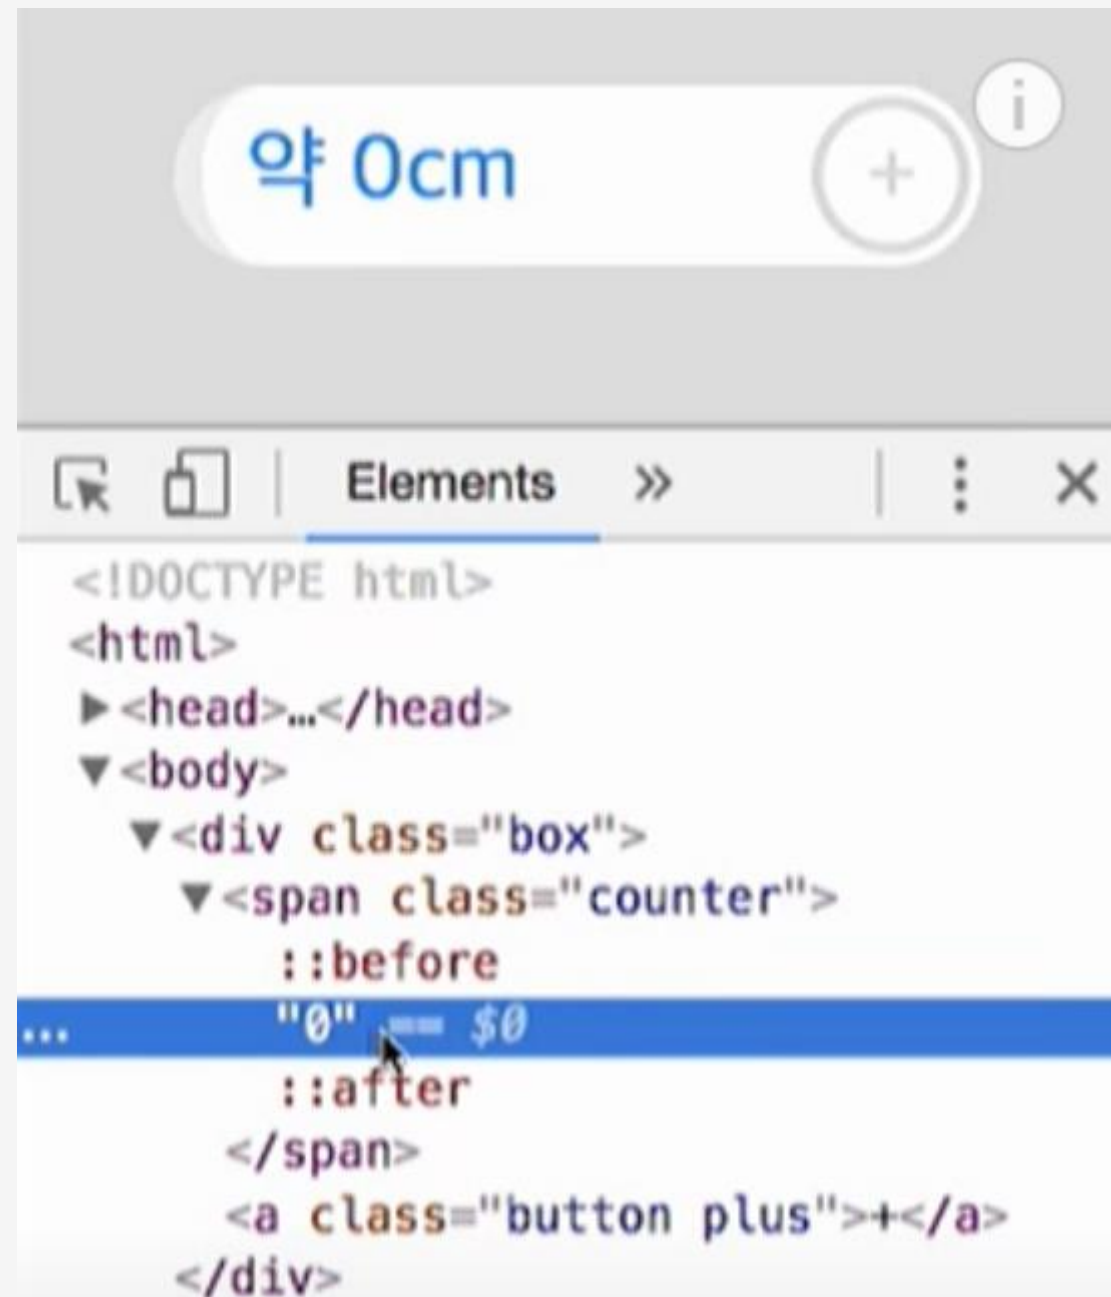 약 0cm
+
i
Elements »
<!DOCTYPE html>
<html>
▶<head>…</head>
▼<body>
▼<div class="box">
▼<span class="counter">
::before
... "0" == $0
::after
</span>
<a class="button plus">+</a>
</div>